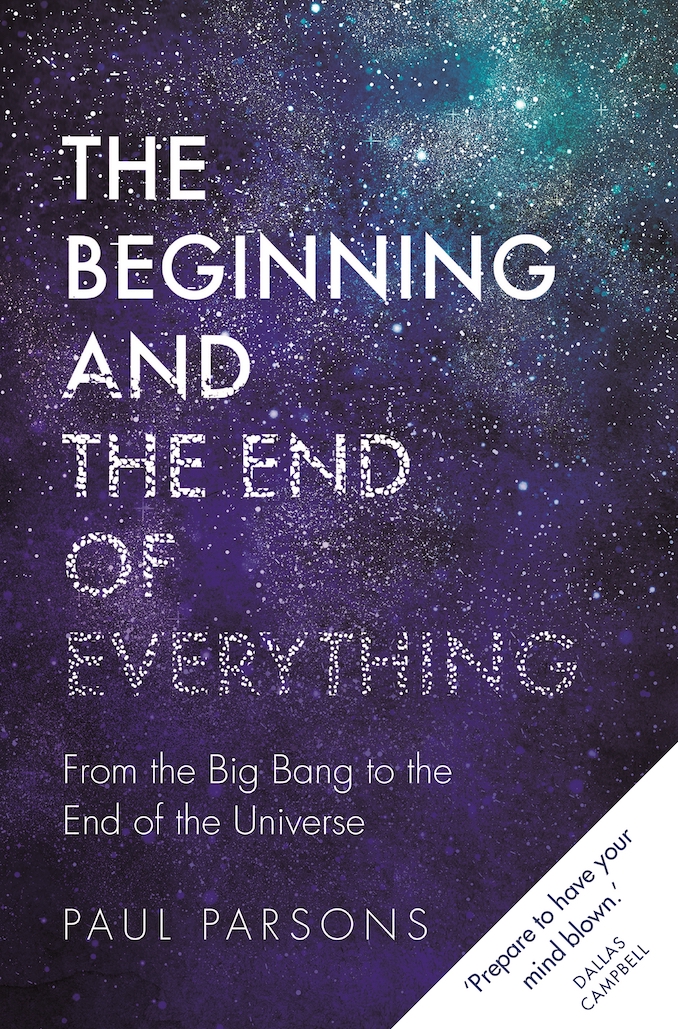 THE
BEGINNING
AND
THE END
OF
EVERYTHING
From the Big Bang to the
End of the Universe
PAUL PARSONS
‘Prepare to have your
mind blown.’
DALLAS
CAMPBELL